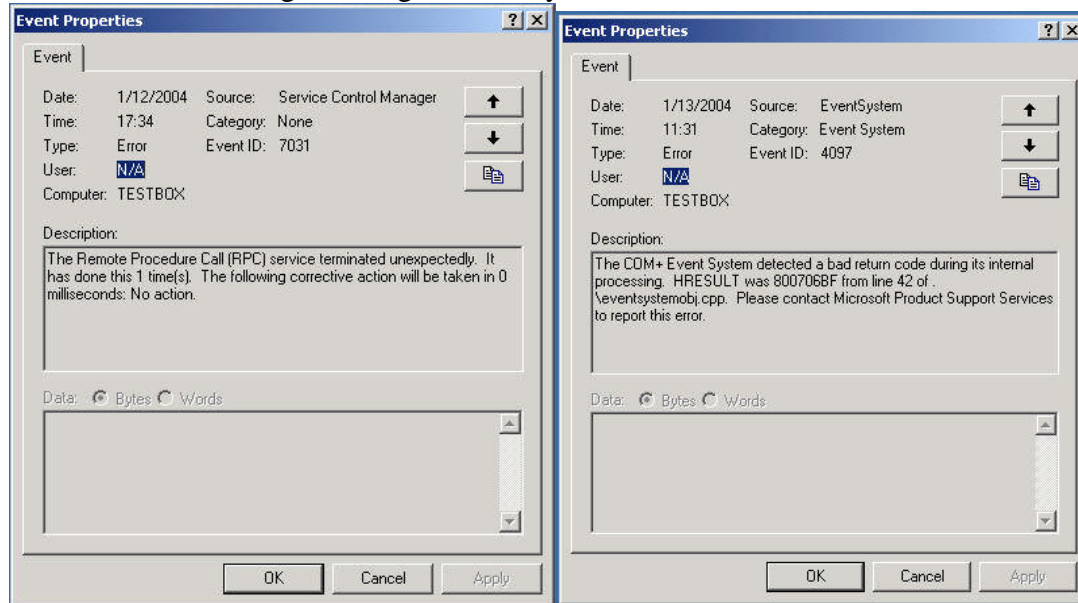 Event Properties
Event
Date: 1/12/2004 Source: Service Control Manager
Time: 17:34 Category: None
Type: Error Event ID: 7031
User: N/A
Computer: TESTBOX
Description:
The Remote Procedure Call (RPC) service terminated unexpectedly. It
has done this 1 time(s). The following corrective action will be taken in 0
milliseconds: No action.
Data: Bytes Words
OK Cancel Apply
Event Properties
Event
Date: 1/13/2004 Source: EventSystem
Time: 11:31 Category: Event System
Type: Error Event ID: 4097
User: N/A
Computer: TESTBOX
Description:
The COM+ Event System detected a bad return code during its internal
processing. HRESULT was 800706BF from line 42 of .
\eventsystemobj.cpp. Please contact Microsoft Product Support Services
to report this error.
Data: Bytes Words
OK Cancel Apply